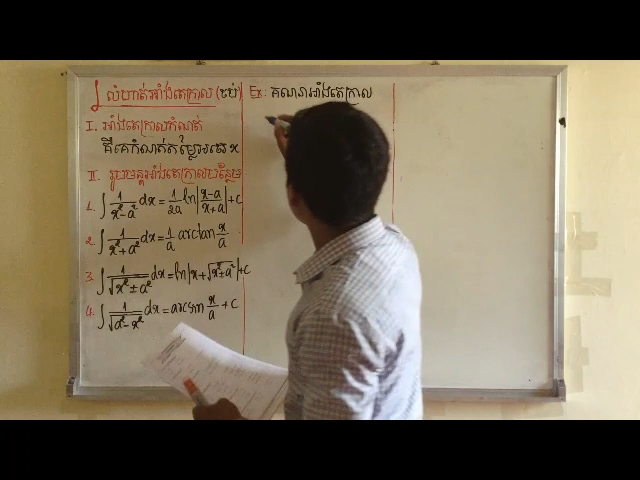 លំហាត់អាំងតេក្រាល (ចប់)
I. អាំងតេក្រាលកំណត់
គឺគេកំណត់តម្លៃអថេរ x
II. រូបមន្តអាំងតេក្រាលបន្ថែម
1. ∫ 1/(x²-a²) dx = 1/2a ln|x-a/x+a| + c
2. ∫ 1/(x²+a²) dx = 1/a arctan x/a
3. ∫ 1/√(x²±a²) dx = ln|x+√(x²±a²)| + c
4. ∫ 1/√(a²-x²) dx = arcsin x/a + c
Ex: គណនាអាំងតេក្រាល